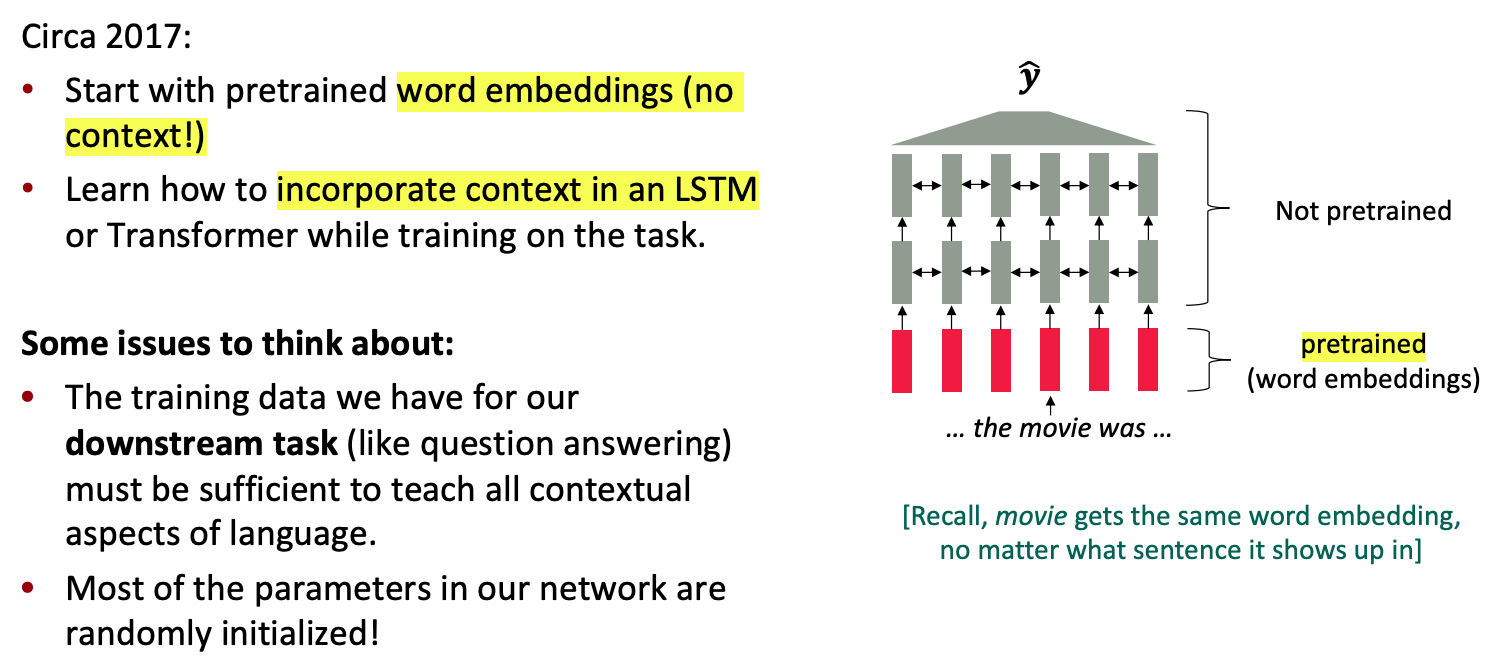 Circa 2017:
• Start with pretrained word embeddings (no
context!)
• Learn how to incorporate context in an LSTM
or Transformer while training on the task.
Some issues to think about:
• The training data we have for our
downstream task (like question answering)
must be sufficient to teach all contextual
aspects of language.
• Most of the parameters in our network are
randomly initialized!
ŷ
Not pretrained
pretrained
(word embeddings)
... the movie was ...
[Recall, movie gets the same word embedding,
no matter what sentence it shows up in]